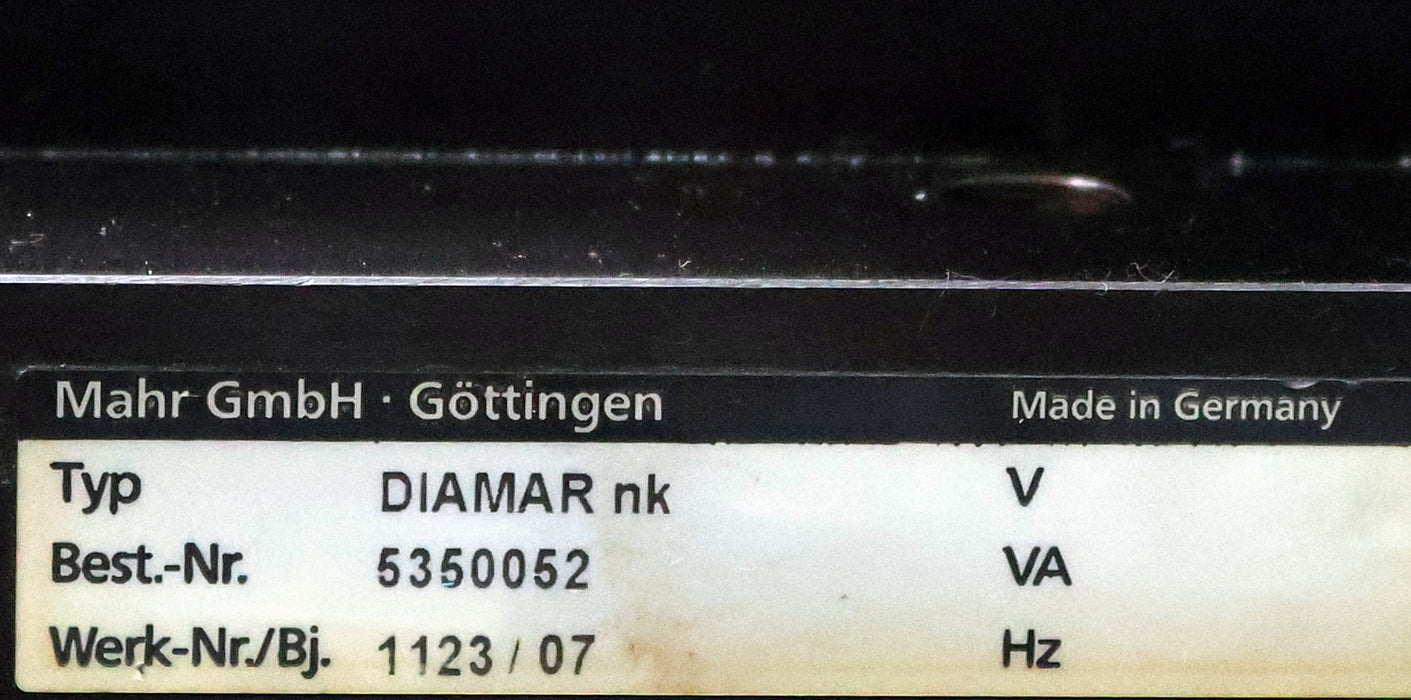 Mahr GmbH · Göttingen Made in Germany
Typ DIAMAR nk V
Best.-Nr. 5350052 VA
Werk-Nr./Bj. 1123 / 07 Hz